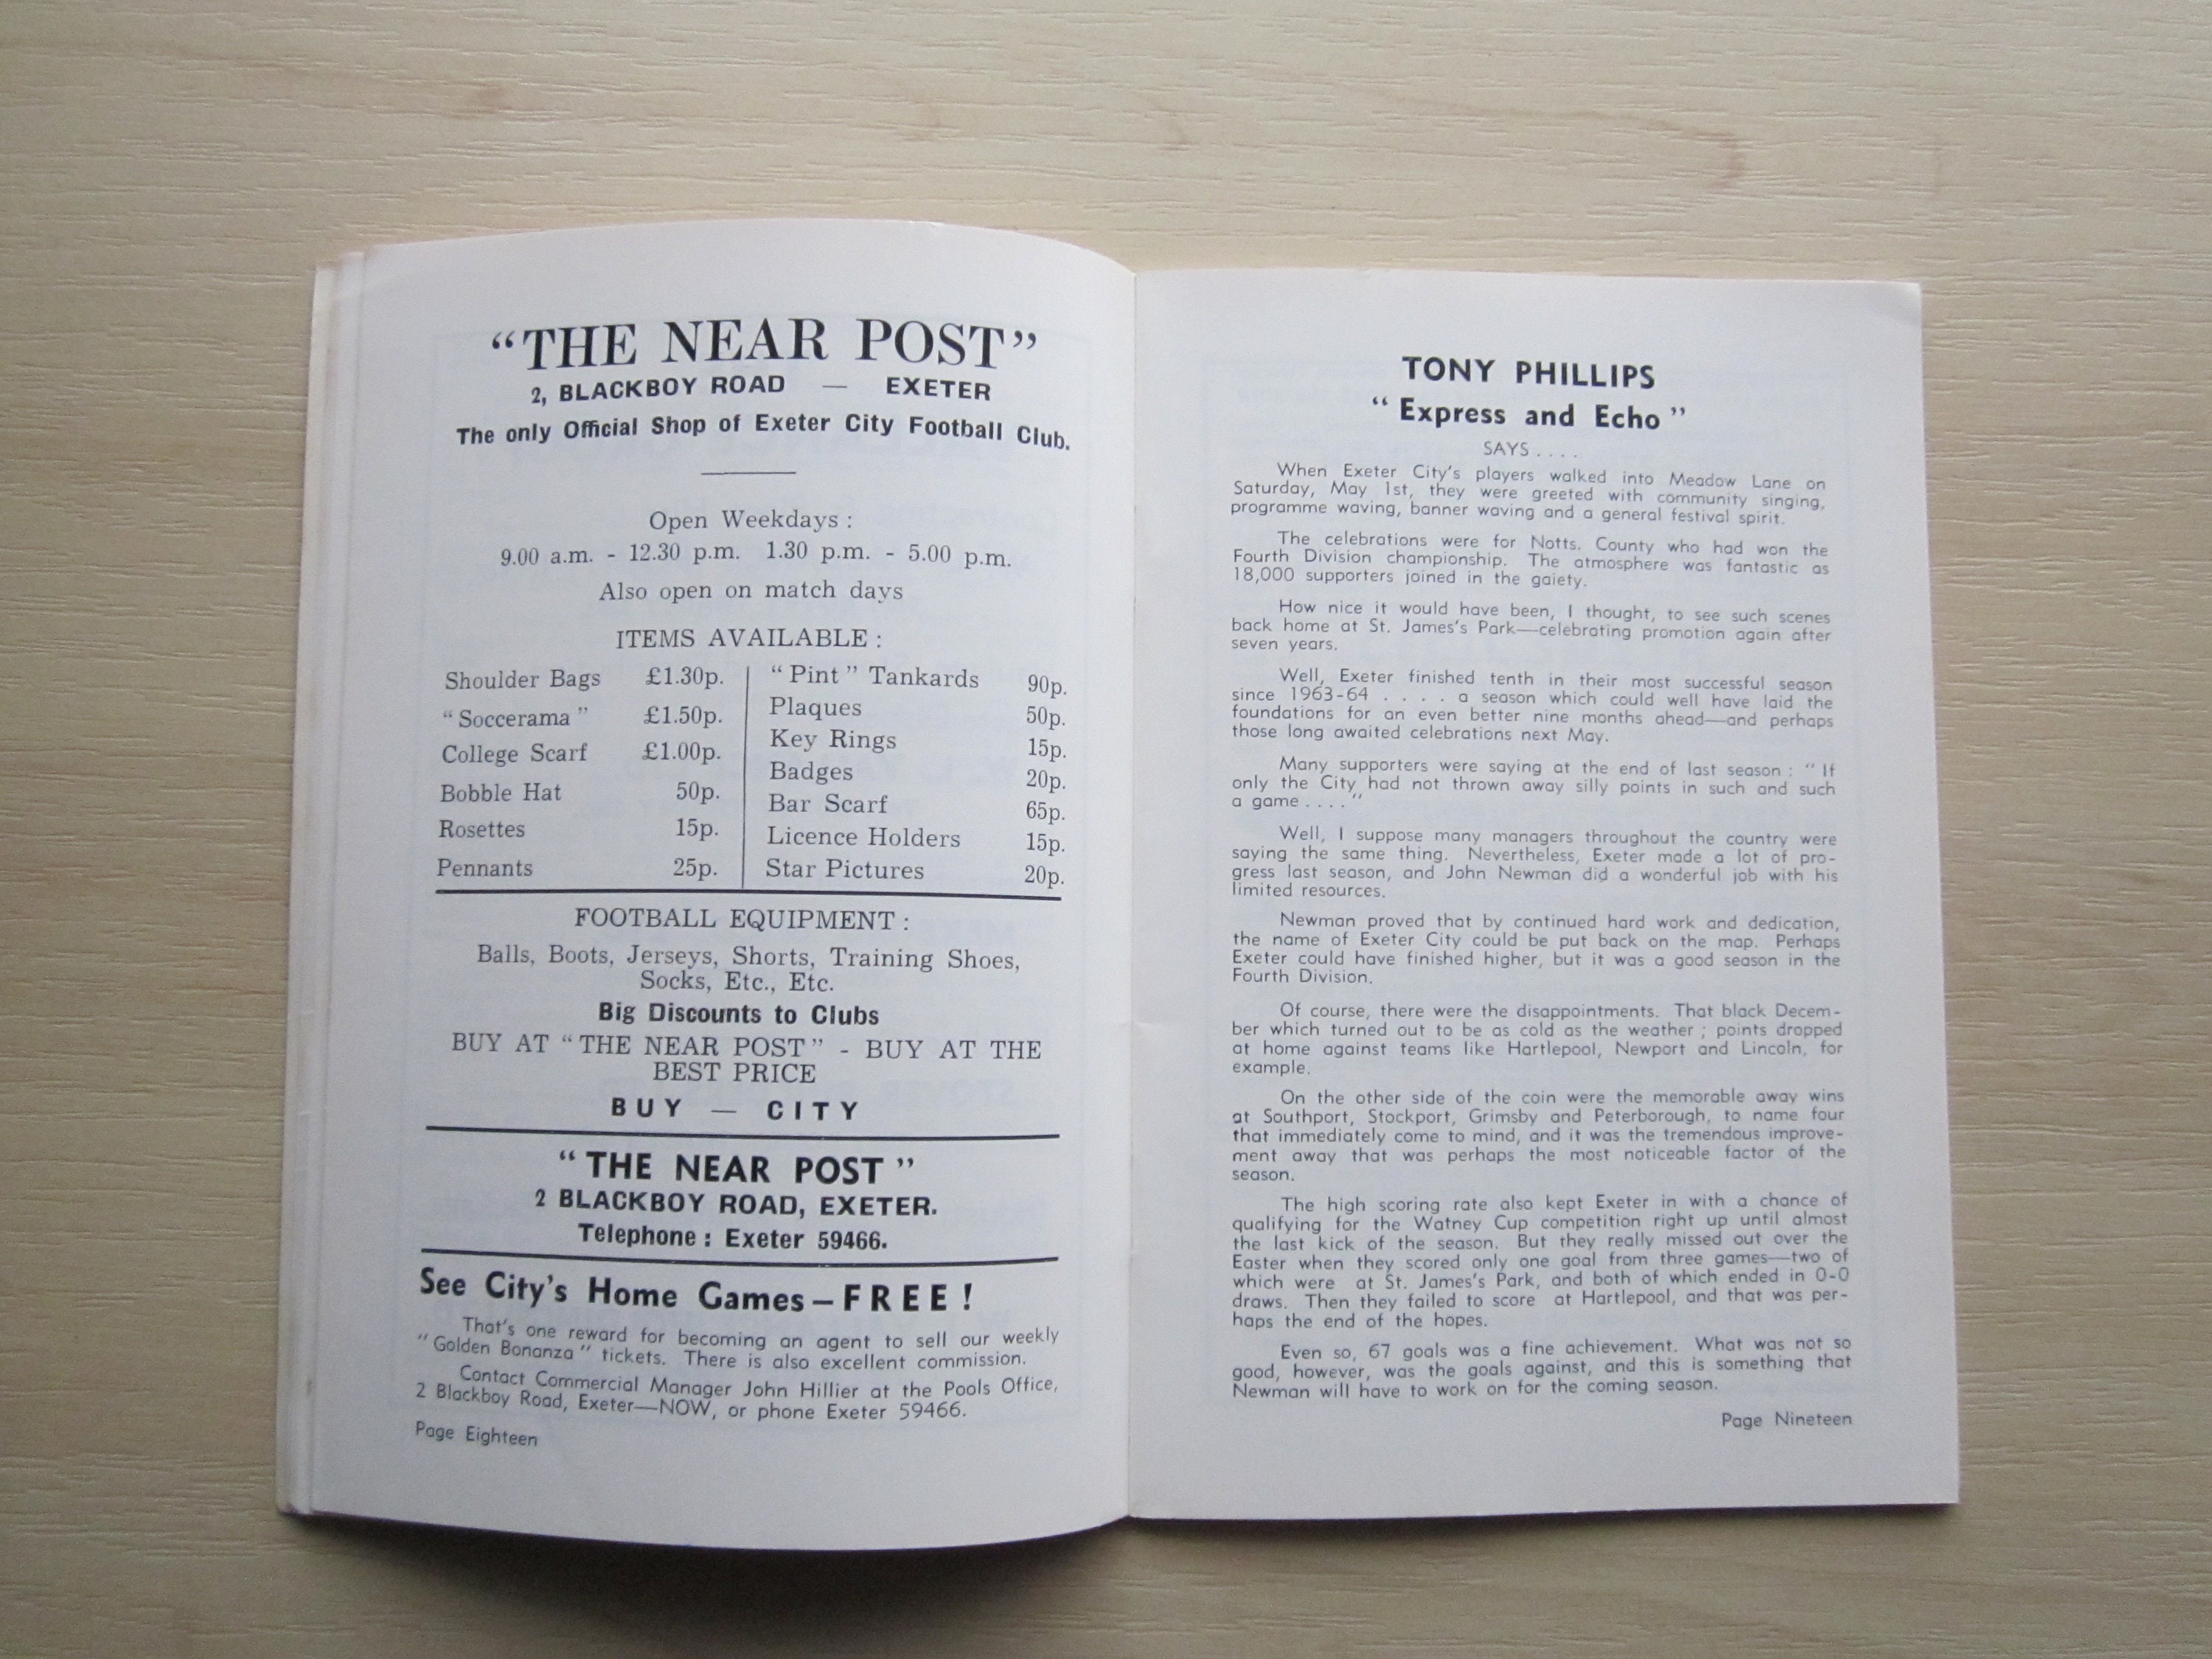 “THE NEAR POST”
2, BLACKBOY ROAD — EXETER
The only Official Shop of Exeter City Football Club.
Open Weekdays :
9.00 a.m. - 12.30 p.m. 1.30 p.m. - 5.00 p.m.
Also open on match days
ITEMS AVAILABLE :
Shoulder Bags £1.30p.
“Soccerama” £1.50p.
College Scarf £1.00p.
Bobble Hat 50p.
Rosettes 15p.
Pennants 25p.
“Pint” Tankards 90p.
Plaques 50p.
Key Rings 15p.
Badges 20p.
Bar Scarf 65p.
Licence Holders 15p.
Star Pictures 20p.
FOOTBALL EQUIPMENT :
Balls, Boots, Jerseys, Shorts, Training Shoes,
Socks, Etc., Etc.
Big Discounts to Clubs
BUY AT “THE NEAR POST” - BUY AT THE
BEST PRICE
BUY — CITY
“THE NEAR POST”
2 BLACKBOY ROAD, EXETER.
Telephone : Exeter 59466.
See City's Home Games – FREE !
That's one reward for becoming an agent to sell our weekly
“Golden Bonanza” tickets. There is also excellent commission.
Contact Commercial Manager John Hillier at the Pools Office,
2 Blackboy Road, Exeter—NOW, or phone Exeter 59466.
Page Eighteen
TONY PHILLIPS
“Express and Echo”
SAYS . . . .
When Exeter City's players walked into Meadow Lane on
Saturday, May 1st, they were greeted with community singing,
programme waving, banner waving and a general festival spirit.
The celebrations were for Notts. County who had won the
Fourth Division championship. The atmosphere was fantastic as
18,000 supporters joined in the gaiety.
How nice it would have been, I thought, to see such scenes
back home at St. James's Park—celebrating promotion again after
seven years.
Well, Exeter finished tenth in their most successful season
since 1963-64 . . . . a season which could well have laid the
foundations for an even better nine months ahead—and perhaps
those long awaited celebrations next May.
Many supporters were saying at the end of last season : “If
only the City had not thrown away silly points in such and such
a game . . . .”
Well, I suppose many managers throughout the country were
saying the same thing. Nevertheless, Exeter made a lot of pro-
gress last season, and John Newman did a wonderful job with his
limited resources.
Newman proved that by continued hard work and dedication,
the name of Exeter City could be put back on the map. Perhaps
Exeter could have finished higher, but it was a good season in the
Fourth Division.
Of course, there were the disappointments. That black Decem-
ber which turned out to be as cold as the weather ; points dropped
at home against teams like Hartlepool, Newport and Lincoln, for
example.
On the other side of the coin were the memorable away wins
at Southport, Stockport, Grimsby and Peterborough, to name four
that immediately come to mind, and it was the tremendous improve-
ment away that was perhaps the most noticeable factor of the
season.
The high scoring rate also kept Exeter in with a chance of
qualifying for the Watney Cup competition right up until almost
the last kick of the season. But they really missed out over the
Easter when they scored only one goal from three games—two of
which were at St. James's Park, and both of which ended in 0-0
draws. Then they failed to score at Hartlepool, and that was per-
haps the end of the hopes.
Even so, 67 goals was a fine achievement. What was not so
good, however, was the goals against, and this is something that
Newman will have to work on for the coming season.
Page Nineteen